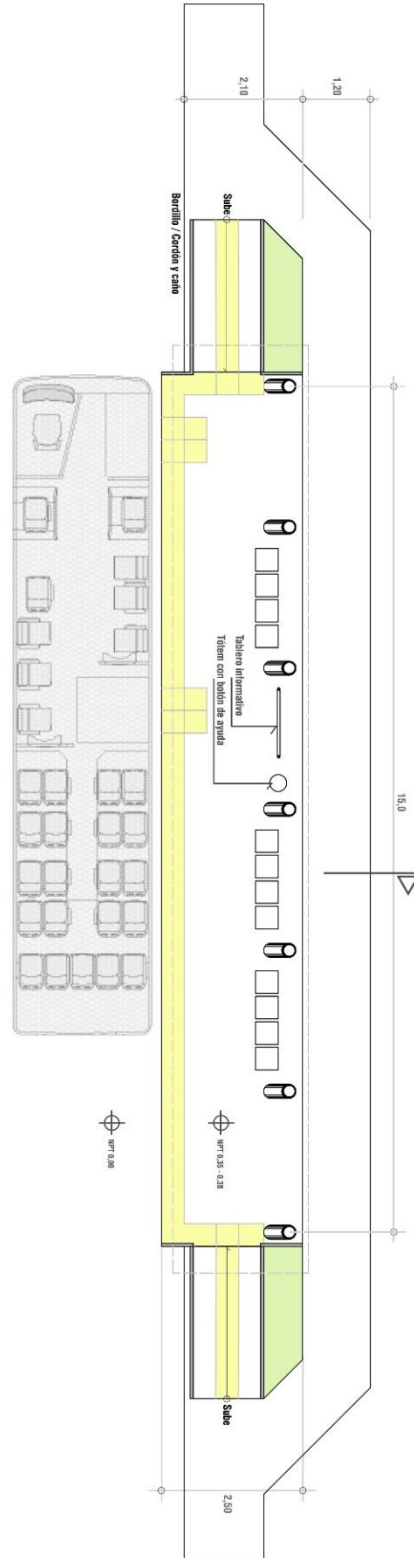 2,10
1,20
Sube
Bordillo / Cordón y caño
Tablero informativo
Tótem con botón de ayuda
15,0
NPT 0,35 - 0,38
NPT 0,00
Sube
2,50